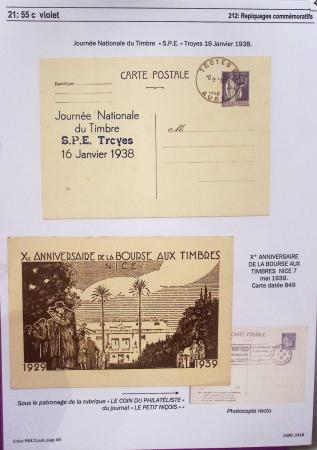 21: 55 c violet
212: Repiquages commémoratifs
Journée Nationale du Timbre « S.P.E. » Troyes 16 Janvier 1938.
CARTE POSTALE
Expéditeur :
TROYES
1938
AUBE
Journée Nationale
du Timbre
S.P.E. Troyes
16 Janvier 1938
M
Xe ANNIVERSAIRE DE LA BOURSE AUX TIMBRES
NICE
1929
1939
Xe ANNIVERSAIRE
DE LA BOURSE AUX
TIMBRES NICE 7
mai 1939.
Carte datée 849
CARTE POSTALE
Sous le patronage de la rubrique « LE COIN DU PHILATÉLISTE »
du journal « LE PETIT NIÇOIS » »
Photocopie recto